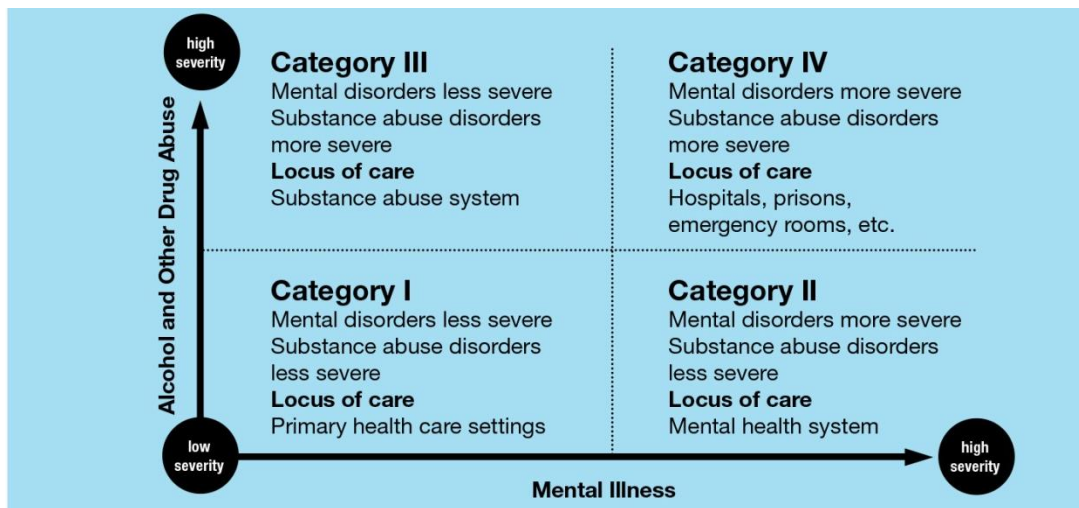 high
severity
Alcohol and Other Drug Abuse
Category III
Mental disorders less severe
Substance abuse disorders
more severe
Locus of care
Substance abuse system
Category IV
Mental disorders more severe
Substance abuse disorders
more severe
Locus of care
Hospitals, prisons,
emergency rooms, etc.
Category I
Mental disorders less severe
Substance abuse disorders
less severe
Locus of care
Primary health care settings
Category II
Mental disorders more severe
Substance abuse disorders
less severe
Locus of care
Mental health system
low
severity
Mental Illness
high
severity